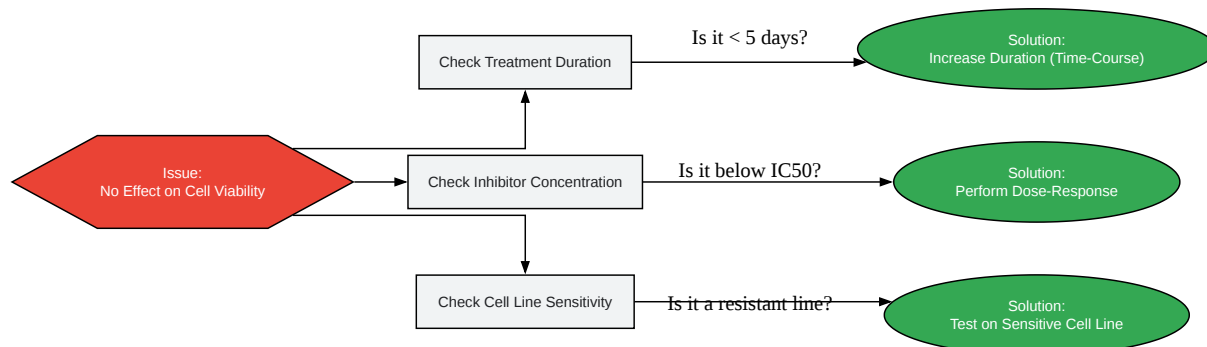 Issue:
No Effect on Cell Viability
Check Treatment Duration
Is it < 5 days?
Solution:
Increase Duration (Time-Course)
Check Inhibitor Concentration
Is it below IC50?
Solution:
Perform Dose-Response
Check Cell Line Sensitivity
Is it a resistant line?
Solution:
Test on Sensitive Cell Line